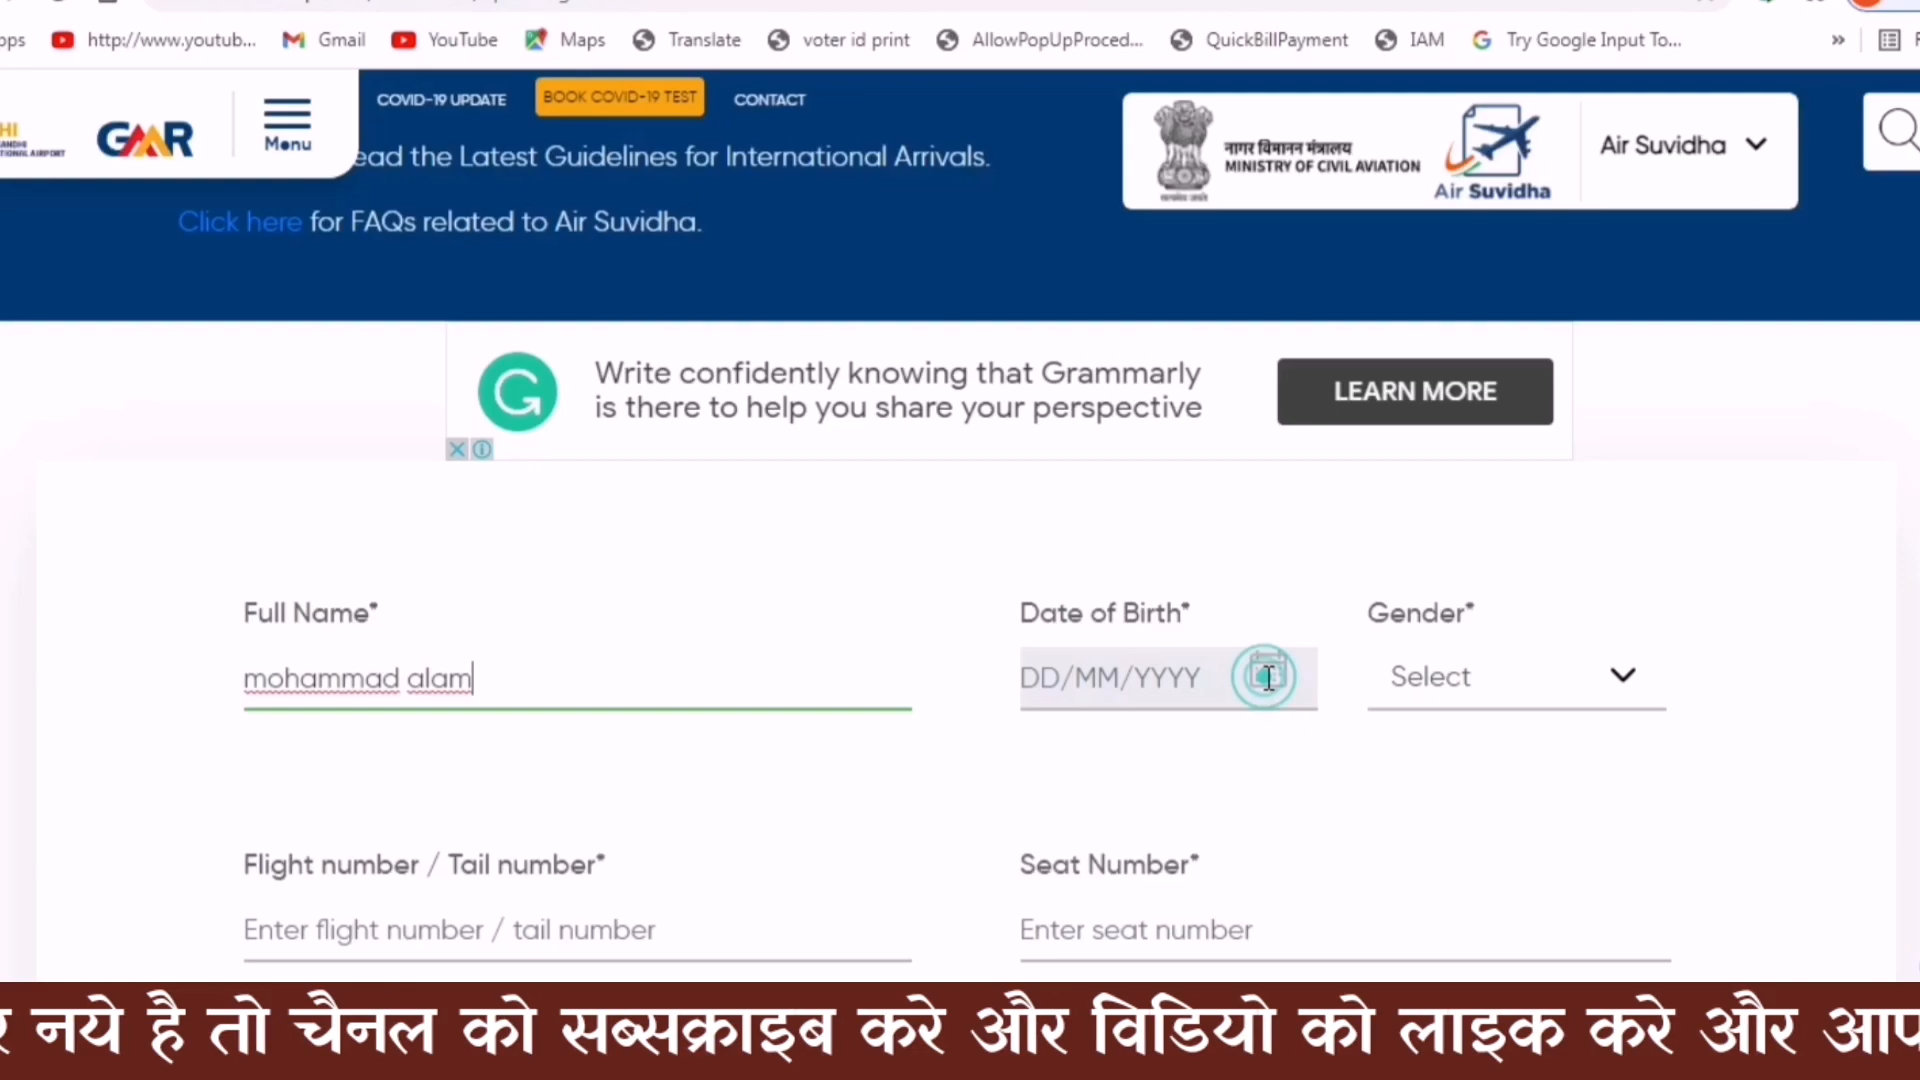 http://www.youtub... Gmail YouTube Maps Translate voter id print AllowPopUpProced... QuickBillPayment IAM Try Google Input To... »
COVID-19 UPDATE BOOK COVID-19 TEST CONTACT
GMR Menu
ead the Latest Guidelines for International Arrivals.
नागर विमानन मंत्रालय
MINISTRY OF CIVIL AVIATION
Air Suvidha
Air Suvidha
Click here for FAQs related to Air Suvidha.
Write confidently knowing that Grammarly
is there to help you share your perspective
LEARN MORE
Full Name* Date of Birth* Gender*
mohammad alam DD/MM/YYYY Select
Flight number / Tail number* Seat Number*
Enter flight number / tail number Enter seat number
नये है तो चैनल को सब्सक्राइब करे और विडियो को लाइक करे और आप